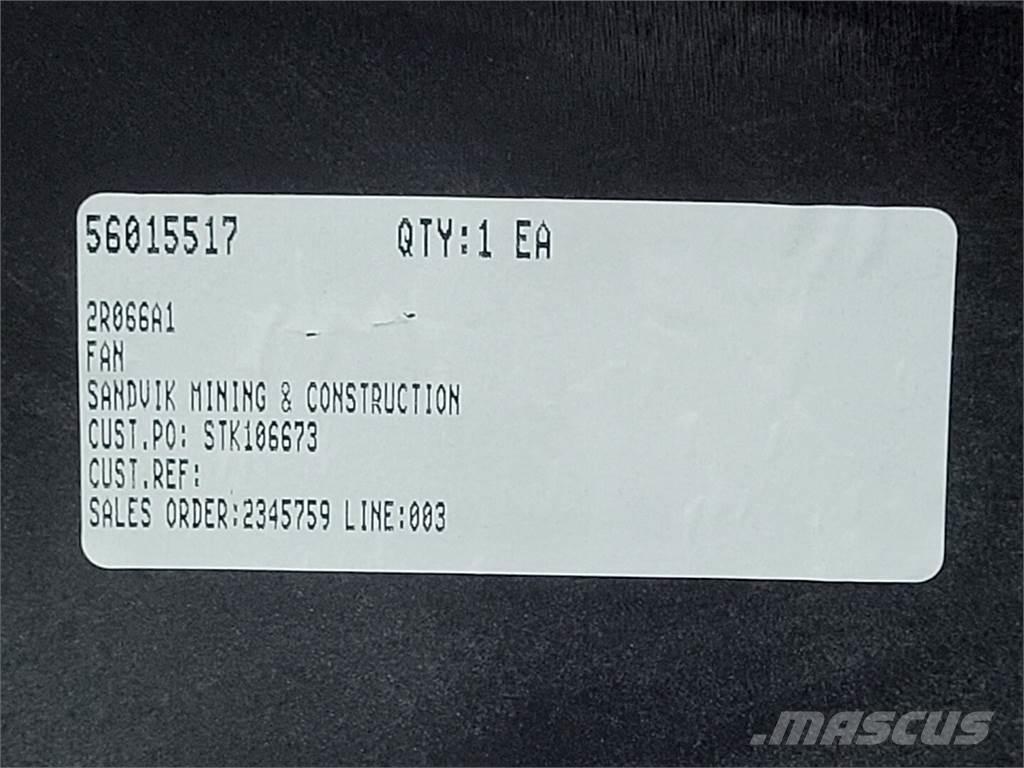 56015517 QTY:1 EA
2R066A1
FAN
SANDVIK MINING & CONSTRUCTION
CUST.PO: STK106673
CUST.REF:
SALES ORDER:2345759 LINE:003
MASCUS